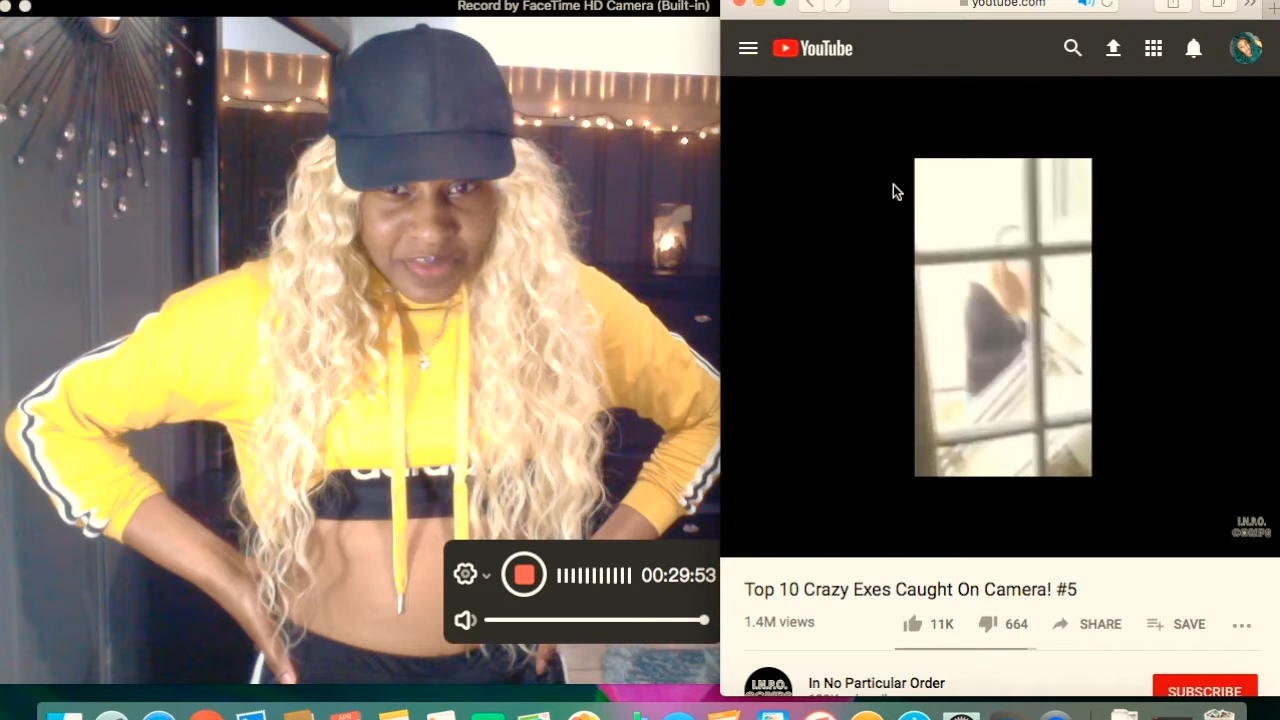 Record by FaceTime HD Camera (Built-in)
youtube.com
YouTube
adidas
00:29:53
I.N.P.O.
Top 10 Crazy Exes Caught On Camera! #5
1.4M views
11K
664
SHARE
SAVE
I.N.P.O.
In No Particular Order
SUBSCRIBE